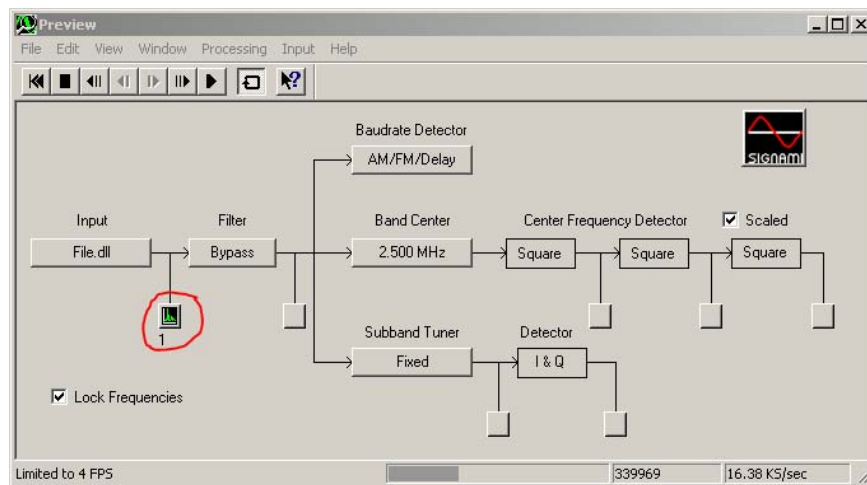 Preview
File Edit View Window Processing Input Help
Baudrate Detector
AM/FM/Delay
SIGNAMI
Input Filter Band Center Center Frequency Detector Scaled
File.dll Bypass 2.500 MHz Square Square Square
1
Subband Tuner Detector
Fixed I & Q
Lock Frequencies
Limited to 4 FPS 339969 16.38 KS/sec